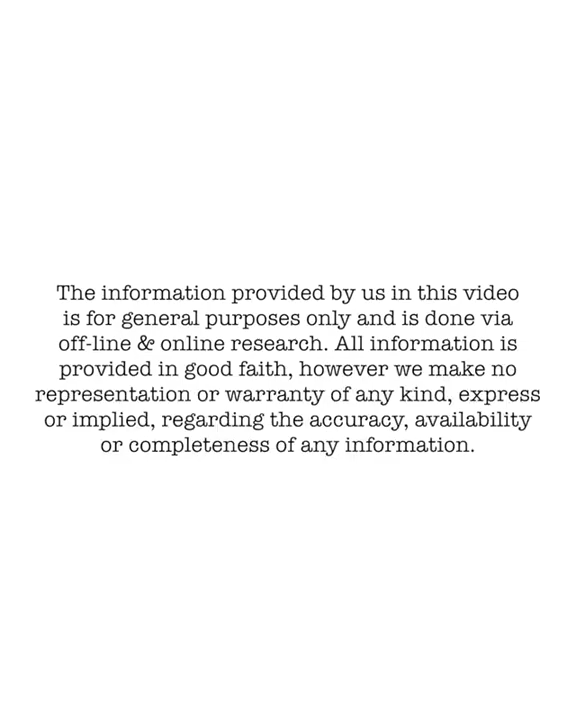 The information provided by us in this video
is for general purposes only and is done via
off-line & online research. All information is
provided in good faith, however we make no
representation or warranty of any kind, express
or implied, regarding the accuracy, availability
or completeness of any information.